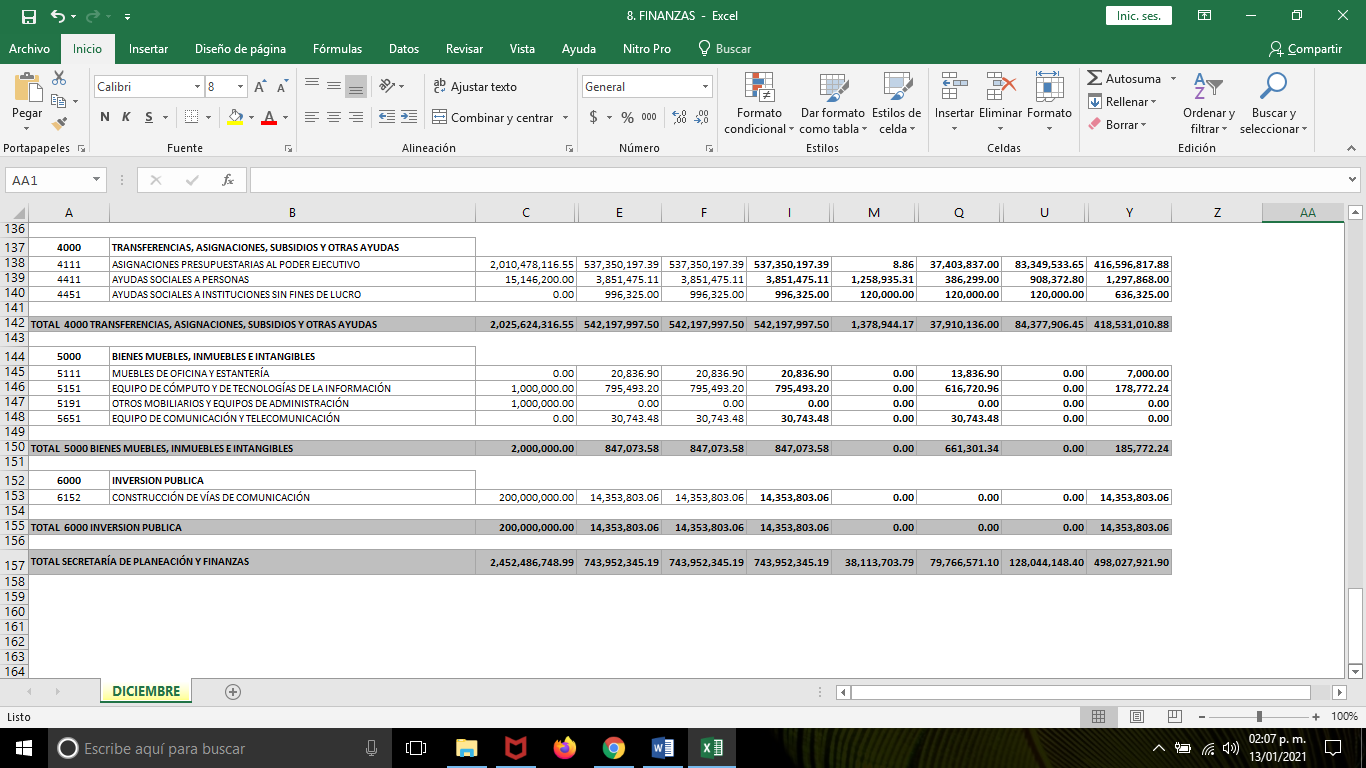 8. FINANZAS - Excel
Inic. ses.
Archivo Inicio Insertar Diseño de página Fórmulas Datos Revisar Vista Ayuda Nitro Pro Buscar Compartir
Pegar
Calibri 8
Ajustar texto
General
Formato condicional
Dar formato como tabla
Estilos de celda
Insertar Eliminar Formato
Autosuma
Rellenar
Borrar
Ordenar y filtrar
Buscar y seleccionar
N K S
Combinar y centrar
$ % 000
Portapapeles Fuente Alineación Número Estilos Celdas Edición
AA1 fx
A B C E F I M Q U Y Z AA
136
137 4000 TRANSFERENCIAS, ASIGNACIONES, SUBSIDIOS Y OTRAS AYUDAS
138 4111 ASIGNACIONES PRESUPUESTARIAS AL PODER EJECUTIVO 2,010,478,116.55 537,350,197.39 537,350,197.39 537,350,197.39 8.86 37,403,837.00 83,349,533.65 416,596,817.88
139 4411 AYUDAS SOCIALES A PERSONAS 15,146,200.00 3,851,475.11 3,851,475.11 3,851,475.11 1,258,935.31 386,299.00 908,372.80 1,297,868.00
140 4451 AYUDAS SOCIALES A INSTITUCIONES SIN FINES DE LUCRO 0.00 996,325.00 996,325.00 996,325.00 120,000.00 120,000.00 120,000.00 636,325.00
141
142 TOTAL 4000 TRANSFERENCIAS, ASIGNACIONES, SUBSIDIOS Y OTRAS AYUDAS 2,025,624,316.55 542,197,997.50 542,197,997.50 542,197,997.50 1,378,944.17 37,910,136.00 84,377,906.45 418,531,010.88
143
144 5000 BIENES MUEBLES, INMUEBLES E INTANGIBLES
145 5111 MUEBLES DE OFICINA Y ESTANTERÍA 0.00 20,836.90 20,836.90 20,836.90 0.00 13,836.90 0.00 7,000.00
146 5151 EQUIPO DE CÓMPUTO Y DE TECNOLOGÍAS DE LA INFORMACIÓN 1,000,000.00 795,493.20 795,493.20 795,493.20 0.00 616,720.96 0.00 178,772.24
147 5191 OTROS MOBILIARIOS Y EQUIPOS DE ADMINISTRACIÓN 1,000,000.00 0.00 0.00 0.00 0.00 0.00 0.00 0.00
148 5651 EQUIPO DE COMUNICACIÓN Y TELECOMUNICACIÓN 0.00 30,743.48 30,743.48 30,743.48 0.00 30,743.48 0.00 0.00
149
150 TOTAL 5000 BIENES MUEBLES, INMUEBLES E INTANGIBLES 2,000,000.00 847,073.58 847,073.58 847,073.58 0.00 661,301.34 0.00 185,772.24
151
152 6000 INVERSION PUBLICA
153 6152 CONSTRUCCIÓN DE VÍAS DE COMUNICACIÓN 200,000,000.00 14,353,803.06 14,353,803.06 14,353,803.06 0.00 0.00 0.00 14,353,803.06
154
155 TOTAL 6000 INVERSION PUBLICA 200,000,000.00 14,353,803.06 14,353,803.06 14,353,803.06 0.00 0.00 0.00 14,353,803.06
156
157 TOTAL SECRETARÍA DE PLANEACIÓN Y FINANZAS 2,452,486,748.99 743,952,345.19 743,952,345.19 743,952,345.19 38,113,703.79 79,766,571.10 128,044,148.40 498,027,921.90
158
159
160
161
162
163
164
DICIEMBRE
Listo 100%
Escribe aquí para buscar
02:07 p. m.
13/01/2021